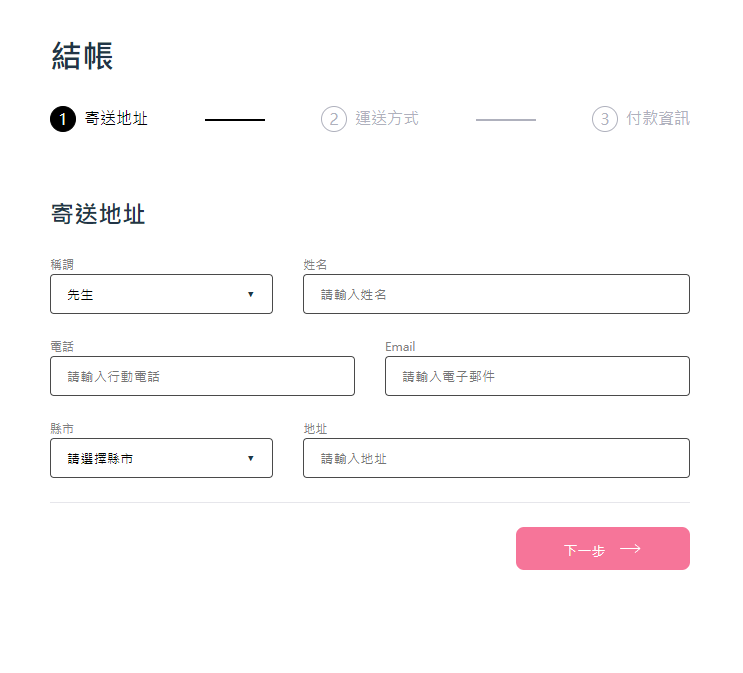 結帳
1 寄送地址 2 運送方式 3 付款資訊
寄送地址
稱謂 姓名
先生 請輸入姓名
電話 Email
請輸入行動電話 請輸入電子郵件
縣市 地址
請選擇縣市 請輸入地址
下一步